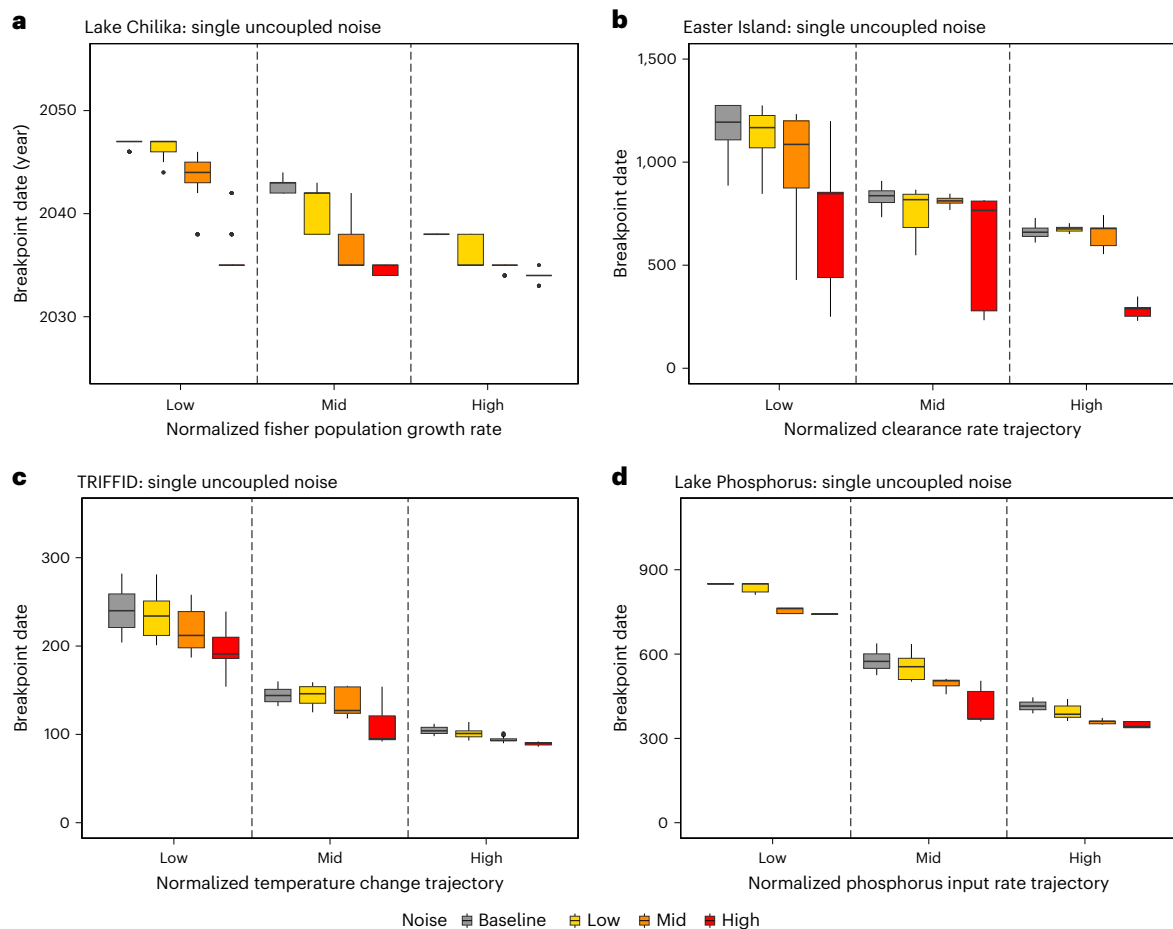 a
Lake Chilika: single uncoupled noise
Breakpoint date (year)
2050
2040
2030
Low
Mid
High
Normalized fisher population growth rate
b
Easter Island: single uncoupled noise
Breakpoint date
1,500
1,000
500
0
Low
Mid
High
Normalized clearance rate trajectory
c
TRIFFID: single uncoupled noise
Breakpoint date
300
200
100
0
Low
Mid
High
Normalized temperature change trajectory
d
Lake Phosphorus: single uncoupled noise
Breakpoint date
900
600
300
0
Low
Mid
High
Normalized phosphorus input rate trajectory
Noise Baseline Low Mid High